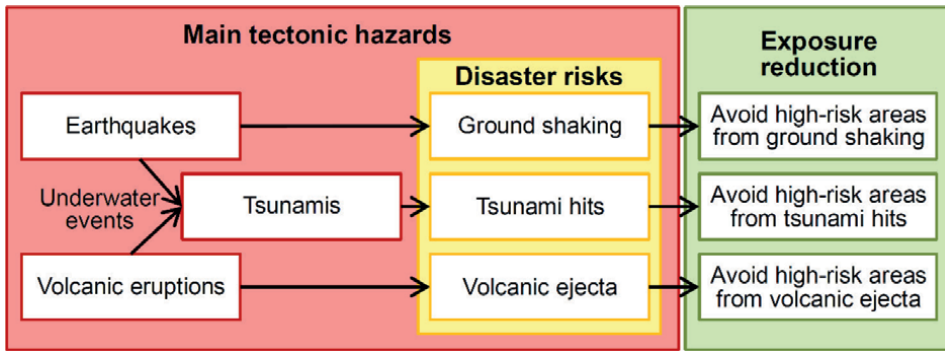 Main tectonic hazards
Exposure
reduction
Disaster risks
Earthquakes
Ground shaking
Avoid high-risk areas
from ground shaking
Underwater
events
Tsunamis
Tsunami hits
Avoid high-risk areas
from tsunami hits
Volcanic eruptions
Volcanic ejecta
Avoid high-risk areas
from volcanic ejecta